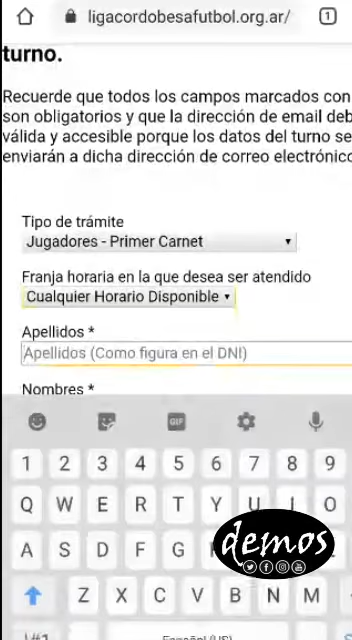 ligacordobesafutbol.org.ar/ 1
turno.
Recuerde que todos los campos marcados con
son obligatorios y que la dirección de email deb
válida y accesible porque los datos del turno se
enviarán a dicha dirección de correo electrónico
Tipo de trámite
Jugadores - Primer Carnet
Franja horaria en la que desea ser atendido
Cualquier Horario Disponible
Apellidos *
Apellidos (Como figura en el DNI)
Nombres *
GIF
1 2 3 4 5 6 7 8 9
Q W E R T Y U I O
A S D F G
demos
Z X C V B N M
!#1 Español (US)